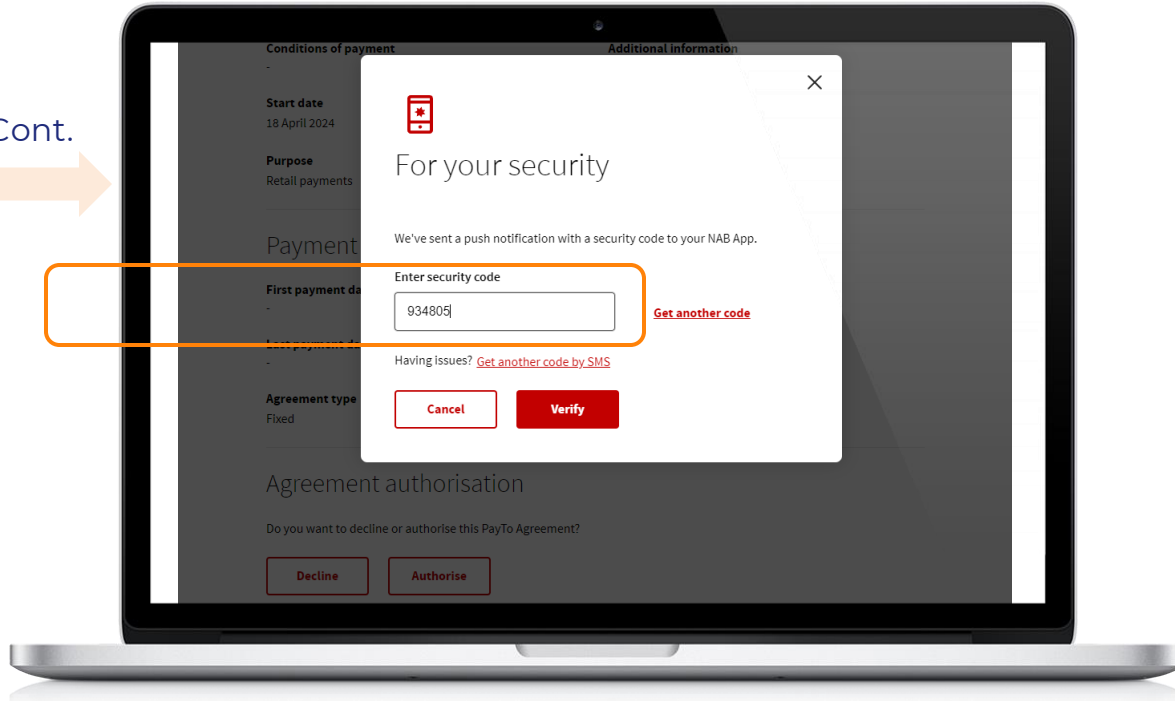 Cont.
Conditions of payment
-
Additional information
Start date
18 April 2024
Purpose
Retail payments
Payment
First payment da
-
Last payment da
-
Agreement type
Fixed
For your security
We've sent a push notification with a security code to your NAB App.
Enter security code
934805
Get another code
Having issues? Get another code by SMS
Cancel
Verify
Agreement authorisation
Do you want to decline or authorise this PayTo Agreement?
Decline
Authorise